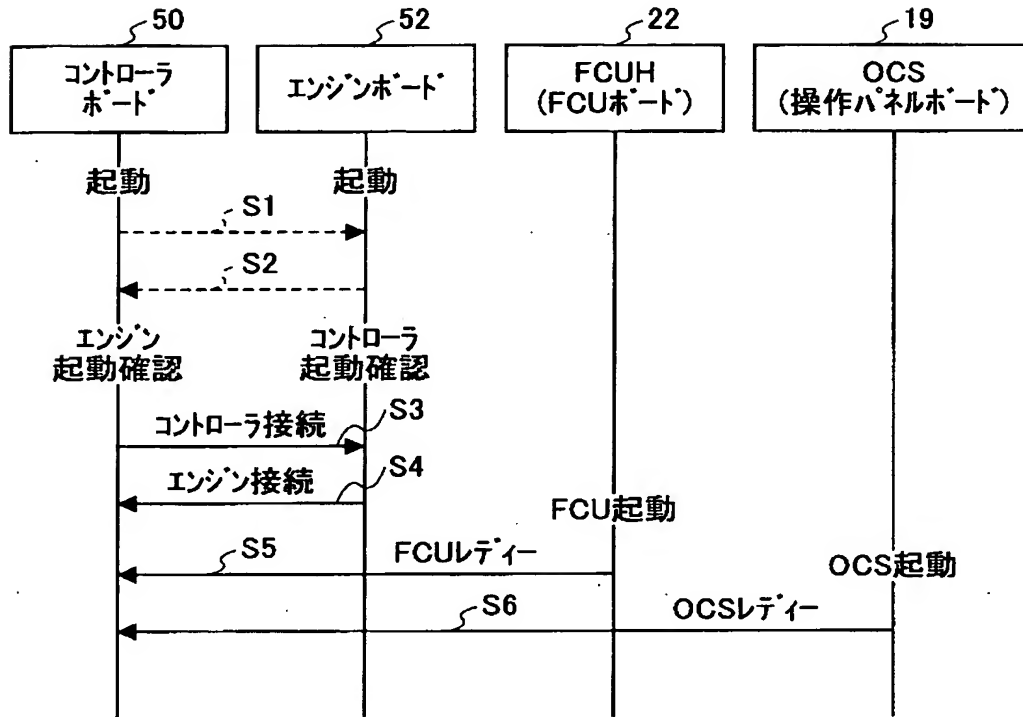 50
52
22
19
コントローラ
ボード
エンジンボード
FCUH
(FCUボード)
OCS
(操作パネルボード)
起動
起動
S1
S2
エンジン
起動確認
コントローラ
起動確認
コントローラ接続
S3
エンジン接続
S4
FCU起動
S5
FCUレディー
OCS起動
S6
OCSレディー